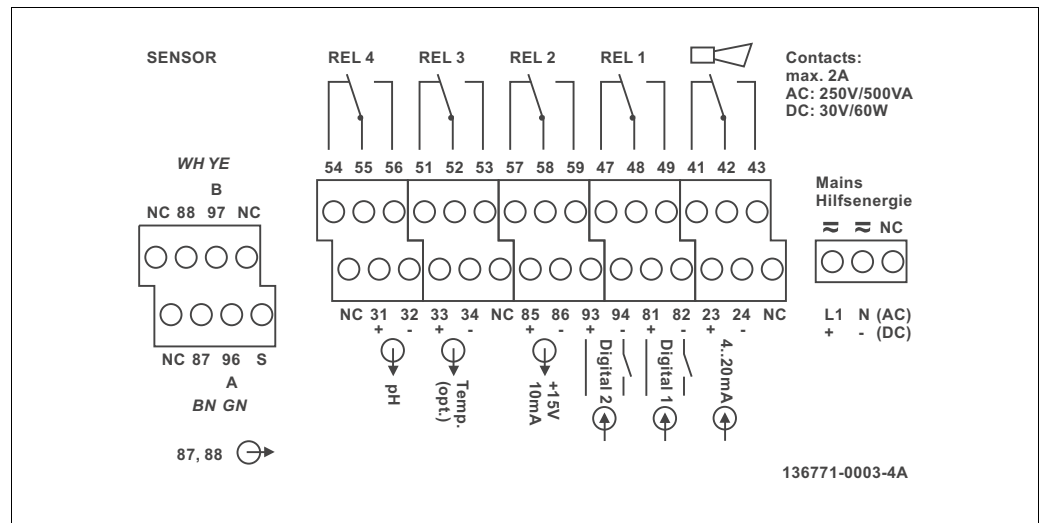 SENSOR REL 4 REL 3 REL 2 REL 1
Contacts:
max. 2A
AC: 250V/500VA
DC: 30V/60W
54 55 56 51 52 53 57 58 59 47 48 49 41 42 43
WH YE
B
NC 88 97 NC
Mains
Hilfsenergie
≂ ≂ NC
NC 31 32 33 34 NC 85 86 93 94 81 82 23 24 NC
+ - + - + - + - + - + -
L1 N (AC)
+ - (DC)
NC 87 96 S
A
BN GN
pH
Temp.
(opt.)
+15V
10mA
Digital 2
Digital 1
4..20mA
87, 88
136771-0003-4A